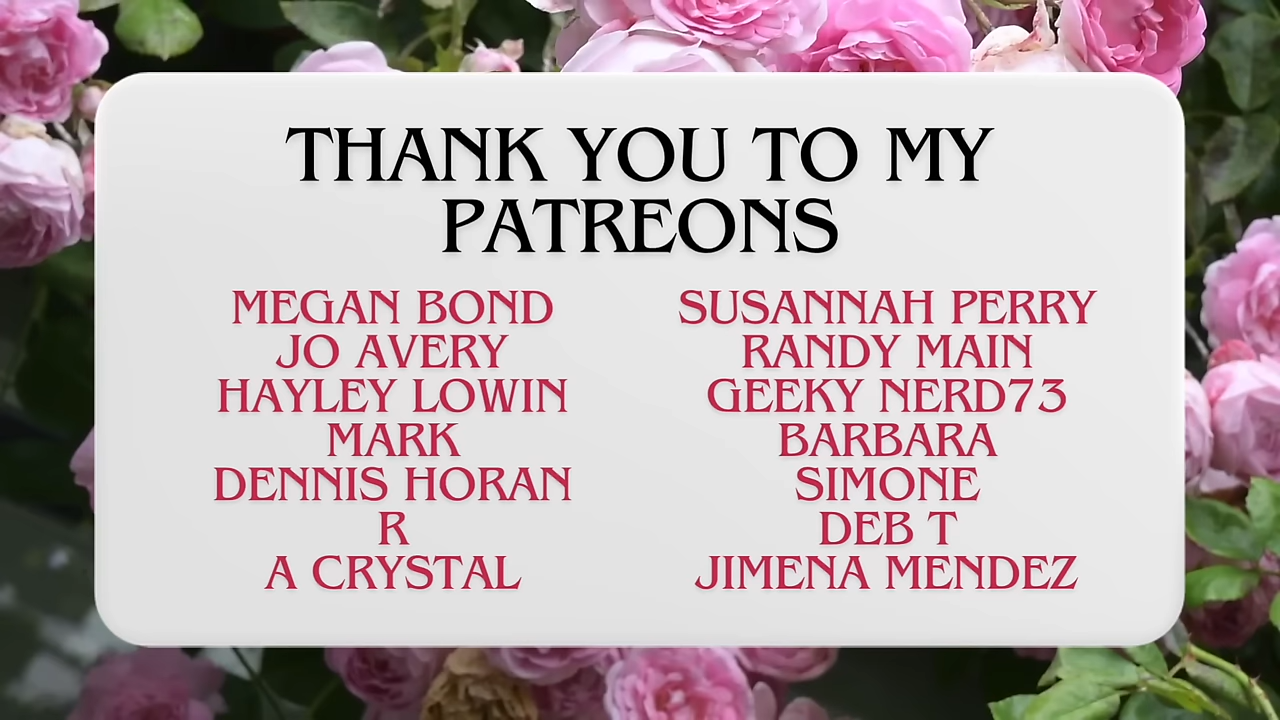 THANK YOU TO MY
PATREONS
MEGAN BOND
JO AVERY
HAYLEY LOWIN
MARK
DENNIS HORAN
R
A CRYSTAL
SUSANNAH PERRY
RANDY MAIN
GEEKY NERD73
BARBARA
SIMONE
DEB T
JIMENA MENDEZ